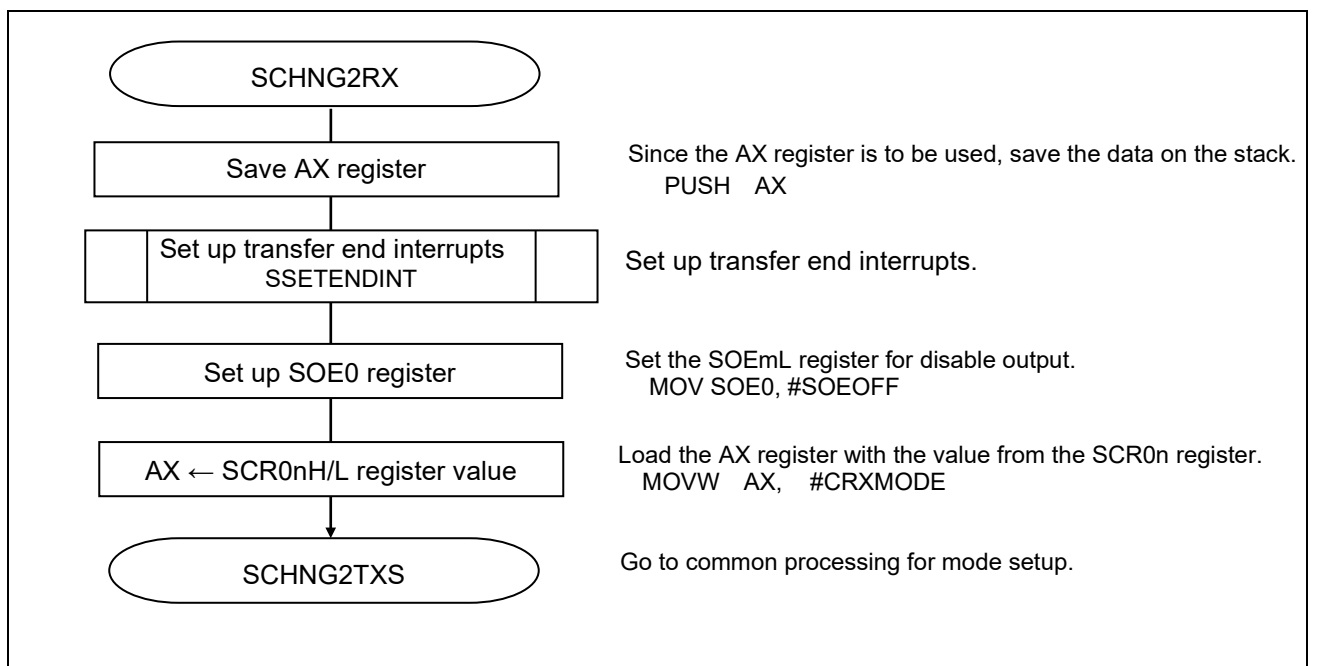 SCHNG2RX
Save AX register
Since the AX register is to be used, save the data on the stack.
PUSH AX
Set up transfer end interrupts
SSETENDINT
Set up transfer end interrupts.
Set up SOE0 register
Set the SOEmL register for disable output.
MOV SOE0, #SOEOFF
AX ← SCR0nH/L register value
Load the AX register with the value from the SCR0n register.
MOVW AX, #CRXMODE
SCHNG2TXS
Go to common processing for mode setup.